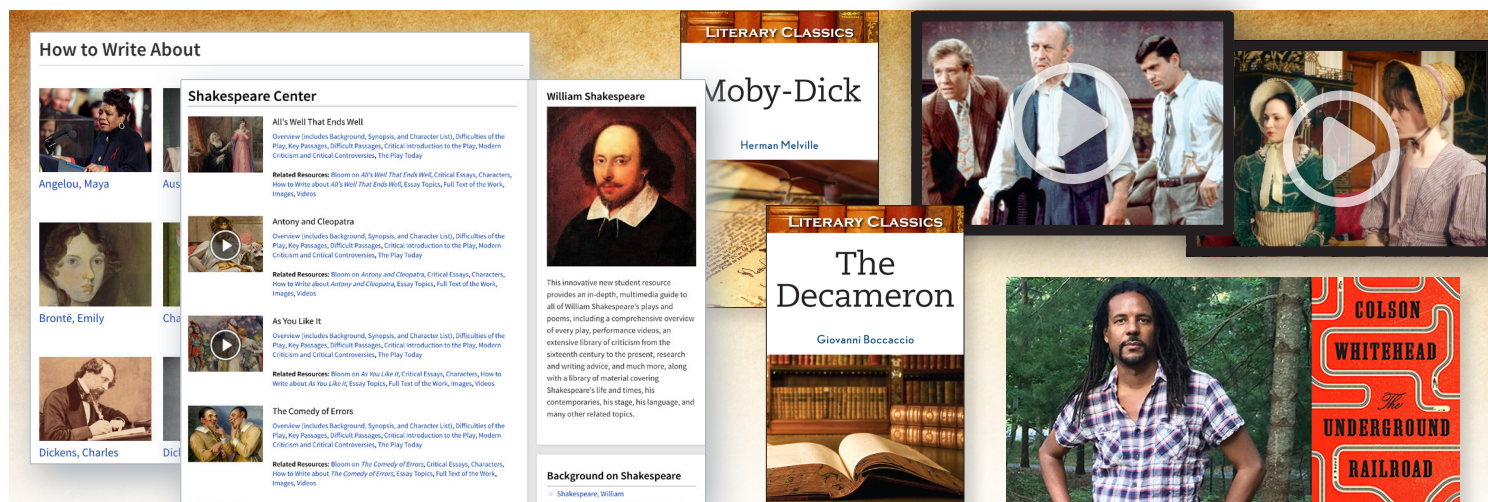 How to Write About
Angelou, Maya
Aus
Brontë, Emily
Cha
Dickens, Charles
Dic
Shakespeare Center
All's Well That Ends Well
Overview (includes Background, Synopsis, and Character List), Difficulties of the
Play, Key Passages, Difficult Passages, Critical Introduction to the Play, Modern
Criticism and Critical Controversies, The Play Today
Related Resources: Bloom on All's Well That Ends Well, Critical Essays, Characters,
How to Write about All's Well That Ends Well, Essay Topics, Full Text of the Work,
Images, Videos
Antony and Cleopatra
Overview (includes Background, Synopsis, and Character List), Difficulties of the
Play, Key Passages, Difficult Passages, Critical Introduction to the Play, Modern
Criticism and Critical Controversies, The Play Today
Related Resources: Bloom on Antony and Cleopatra, Critical Essays, Characters,
How to Write about Antony and Cleopatra, Essay Topics, Full Text of the Work,
Images, Videos
As You Like It
Overview (includes Background, Synopsis, and Character List), Difficulties of the
Play, Key Passages, Difficult Passages, Critical Introduction to the Play, Modern
Criticism and Critical Controversies, The Play Today
Related Resources: Bloom on As You Like It, Critical Essays, Characters, How to
Write about As You Like It, Essay Topics, Full Text of the Work, Images, Videos
The Comedy of Errors
Overview (includes Background, Synopsis, and Character List), Difficulties of the
Play, Key Passages, Difficult Passages, Critical Introduction to the Play, Modern
Criticism and Critical Controversies, The Play Today
Related Resources: Bloom on The Comedy of Errors, Critical Essays, Characters,
How to Write about The Comedy of Errors, Essay Topics, Full Text of the Work,
Images, Videos
William Shakespeare
This innovative new student resource
provides an in-depth, multimedia guide to
all of William Shakespeare's plays and
poems, including a comprehensive overview
of every play, performance videos, an
extensive library of criticism from the
sixteenth century to the present, research
and writing advice, and much more, along
with a library of material covering
Shakespeare's life and times, his
contemporaries, his stage, his language, and
many other related topics.
Background on Shakespeare
Shakespeare, William
LITERARY CLASSICS
Moby-Dick
Herman Melville
LITERARY CLASSICS
The
Decameron
Giovanni Boccaccio
COLSON
WHITEHEAD
The
UNDERGROUND
RAILROAD